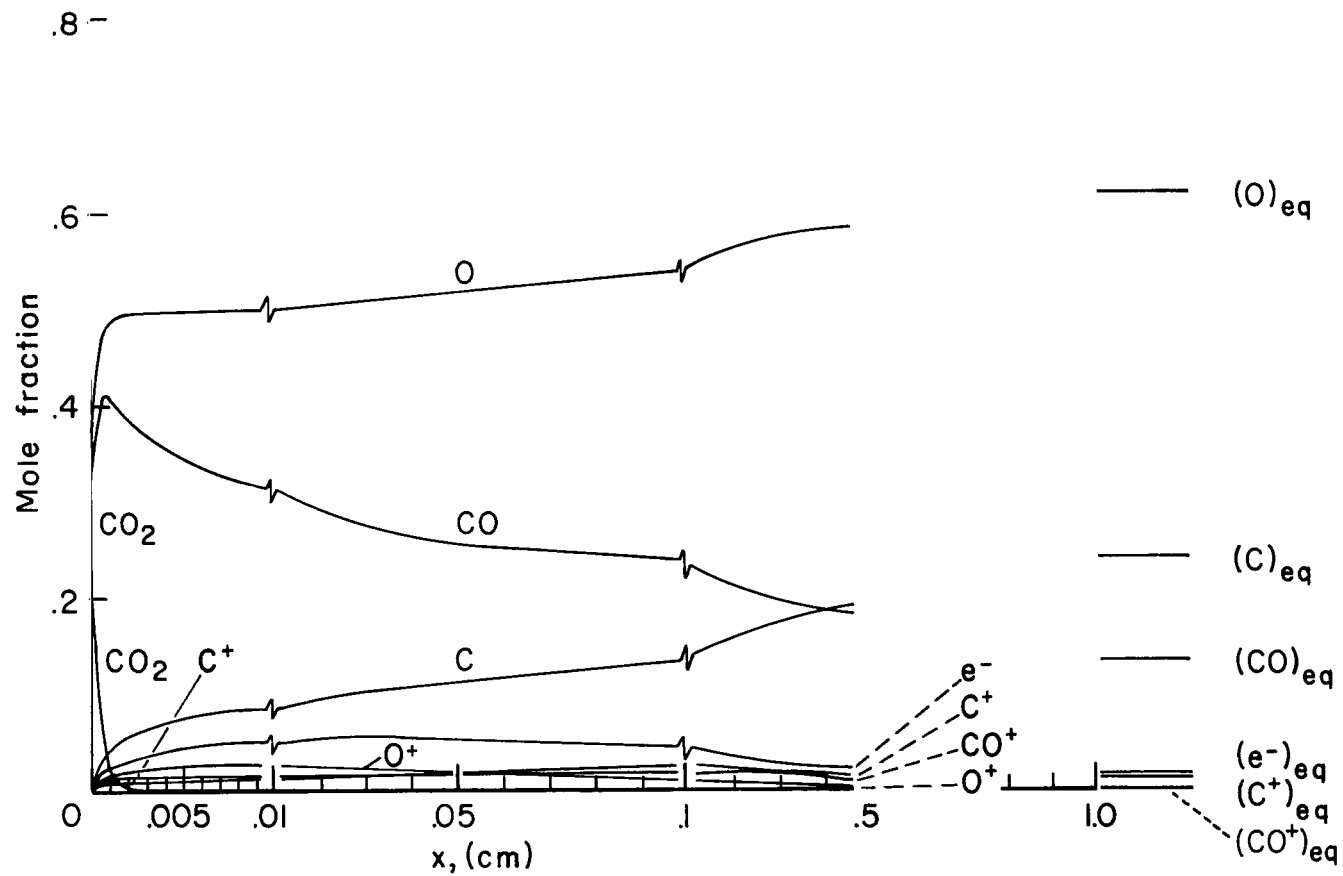 .8
.6
.4
.2
0
Mole fraction
O
CO₂
CO
CO₂
C⁺
C
O⁺
e⁻
C⁺
CO⁺
O⁺
(O)eq
(C)eq
(CO)eq
(e⁻)eq
(C⁺)eq
(CO⁺)eq
.005
.01
.05
.1
.5
1.0
x, (cm)